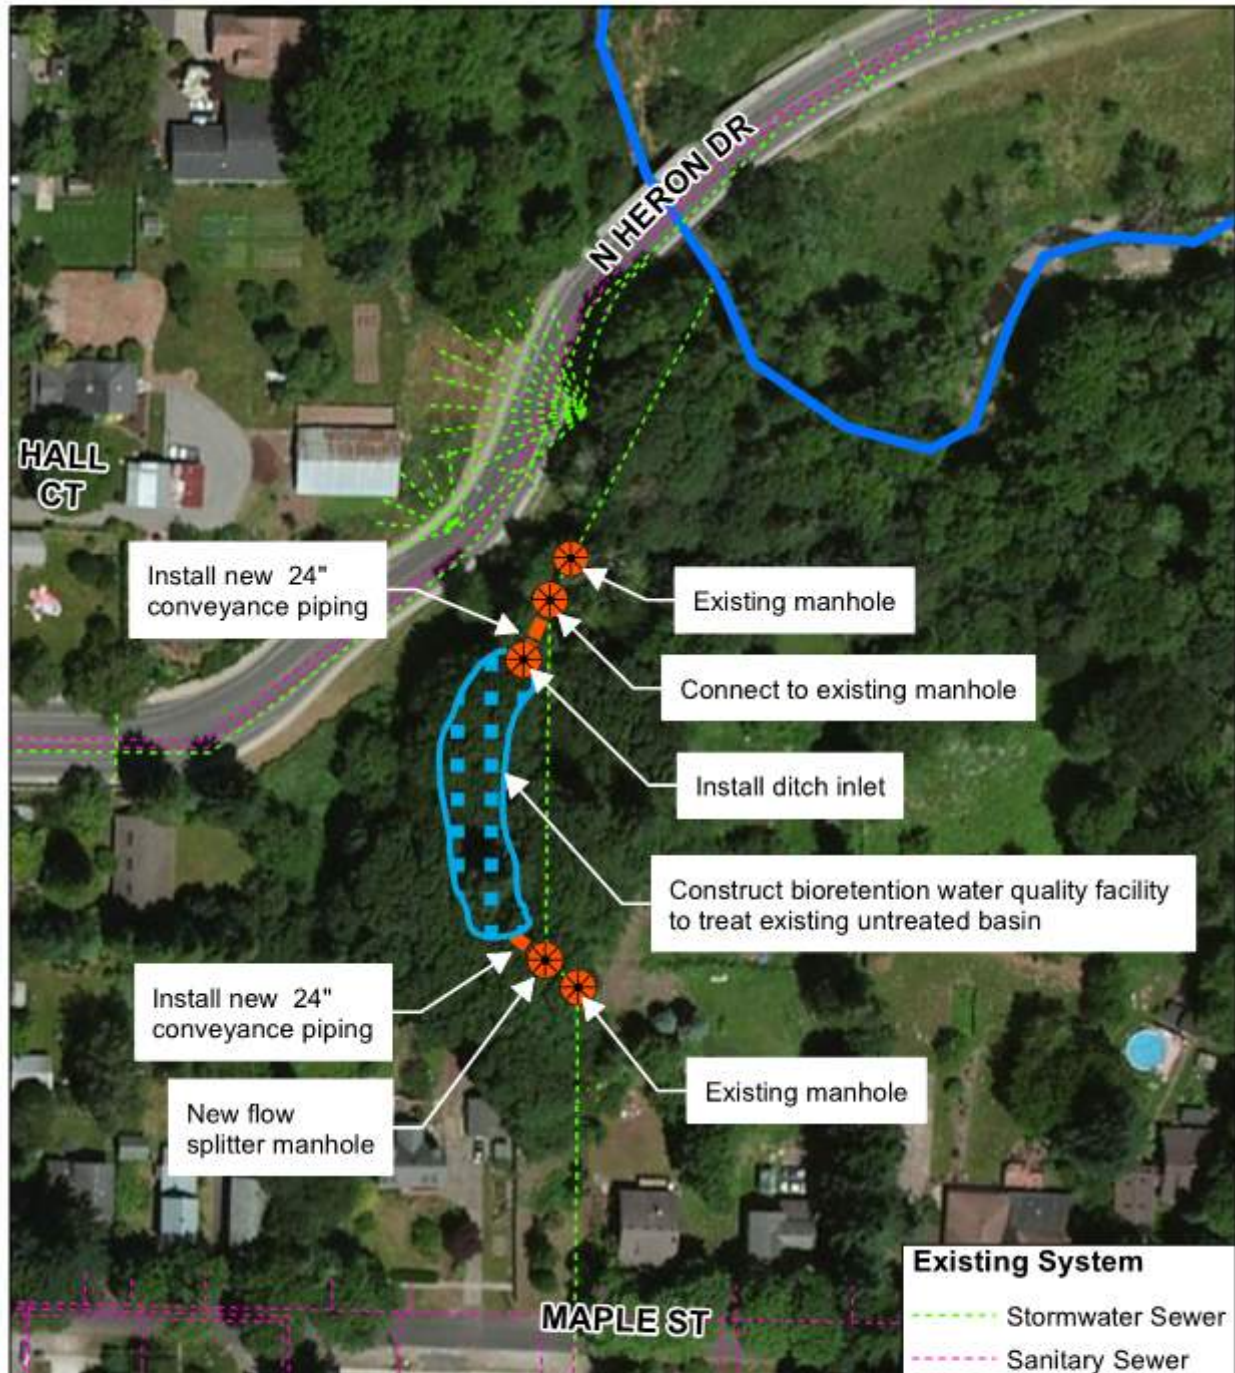 N HERON DR
HALL
CT
Install new 24"
conveyance piping
Existing manhole
Connect to existing manhole
Install ditch inlet
Construct bioretention water quality facility
to treat existing untreated basin
Install new 24"
conveyance piping
New flow
splitter manhole
Existing manhole
MAPLE ST
Existing System
Stormwater Sewer
Sanitary Sewer